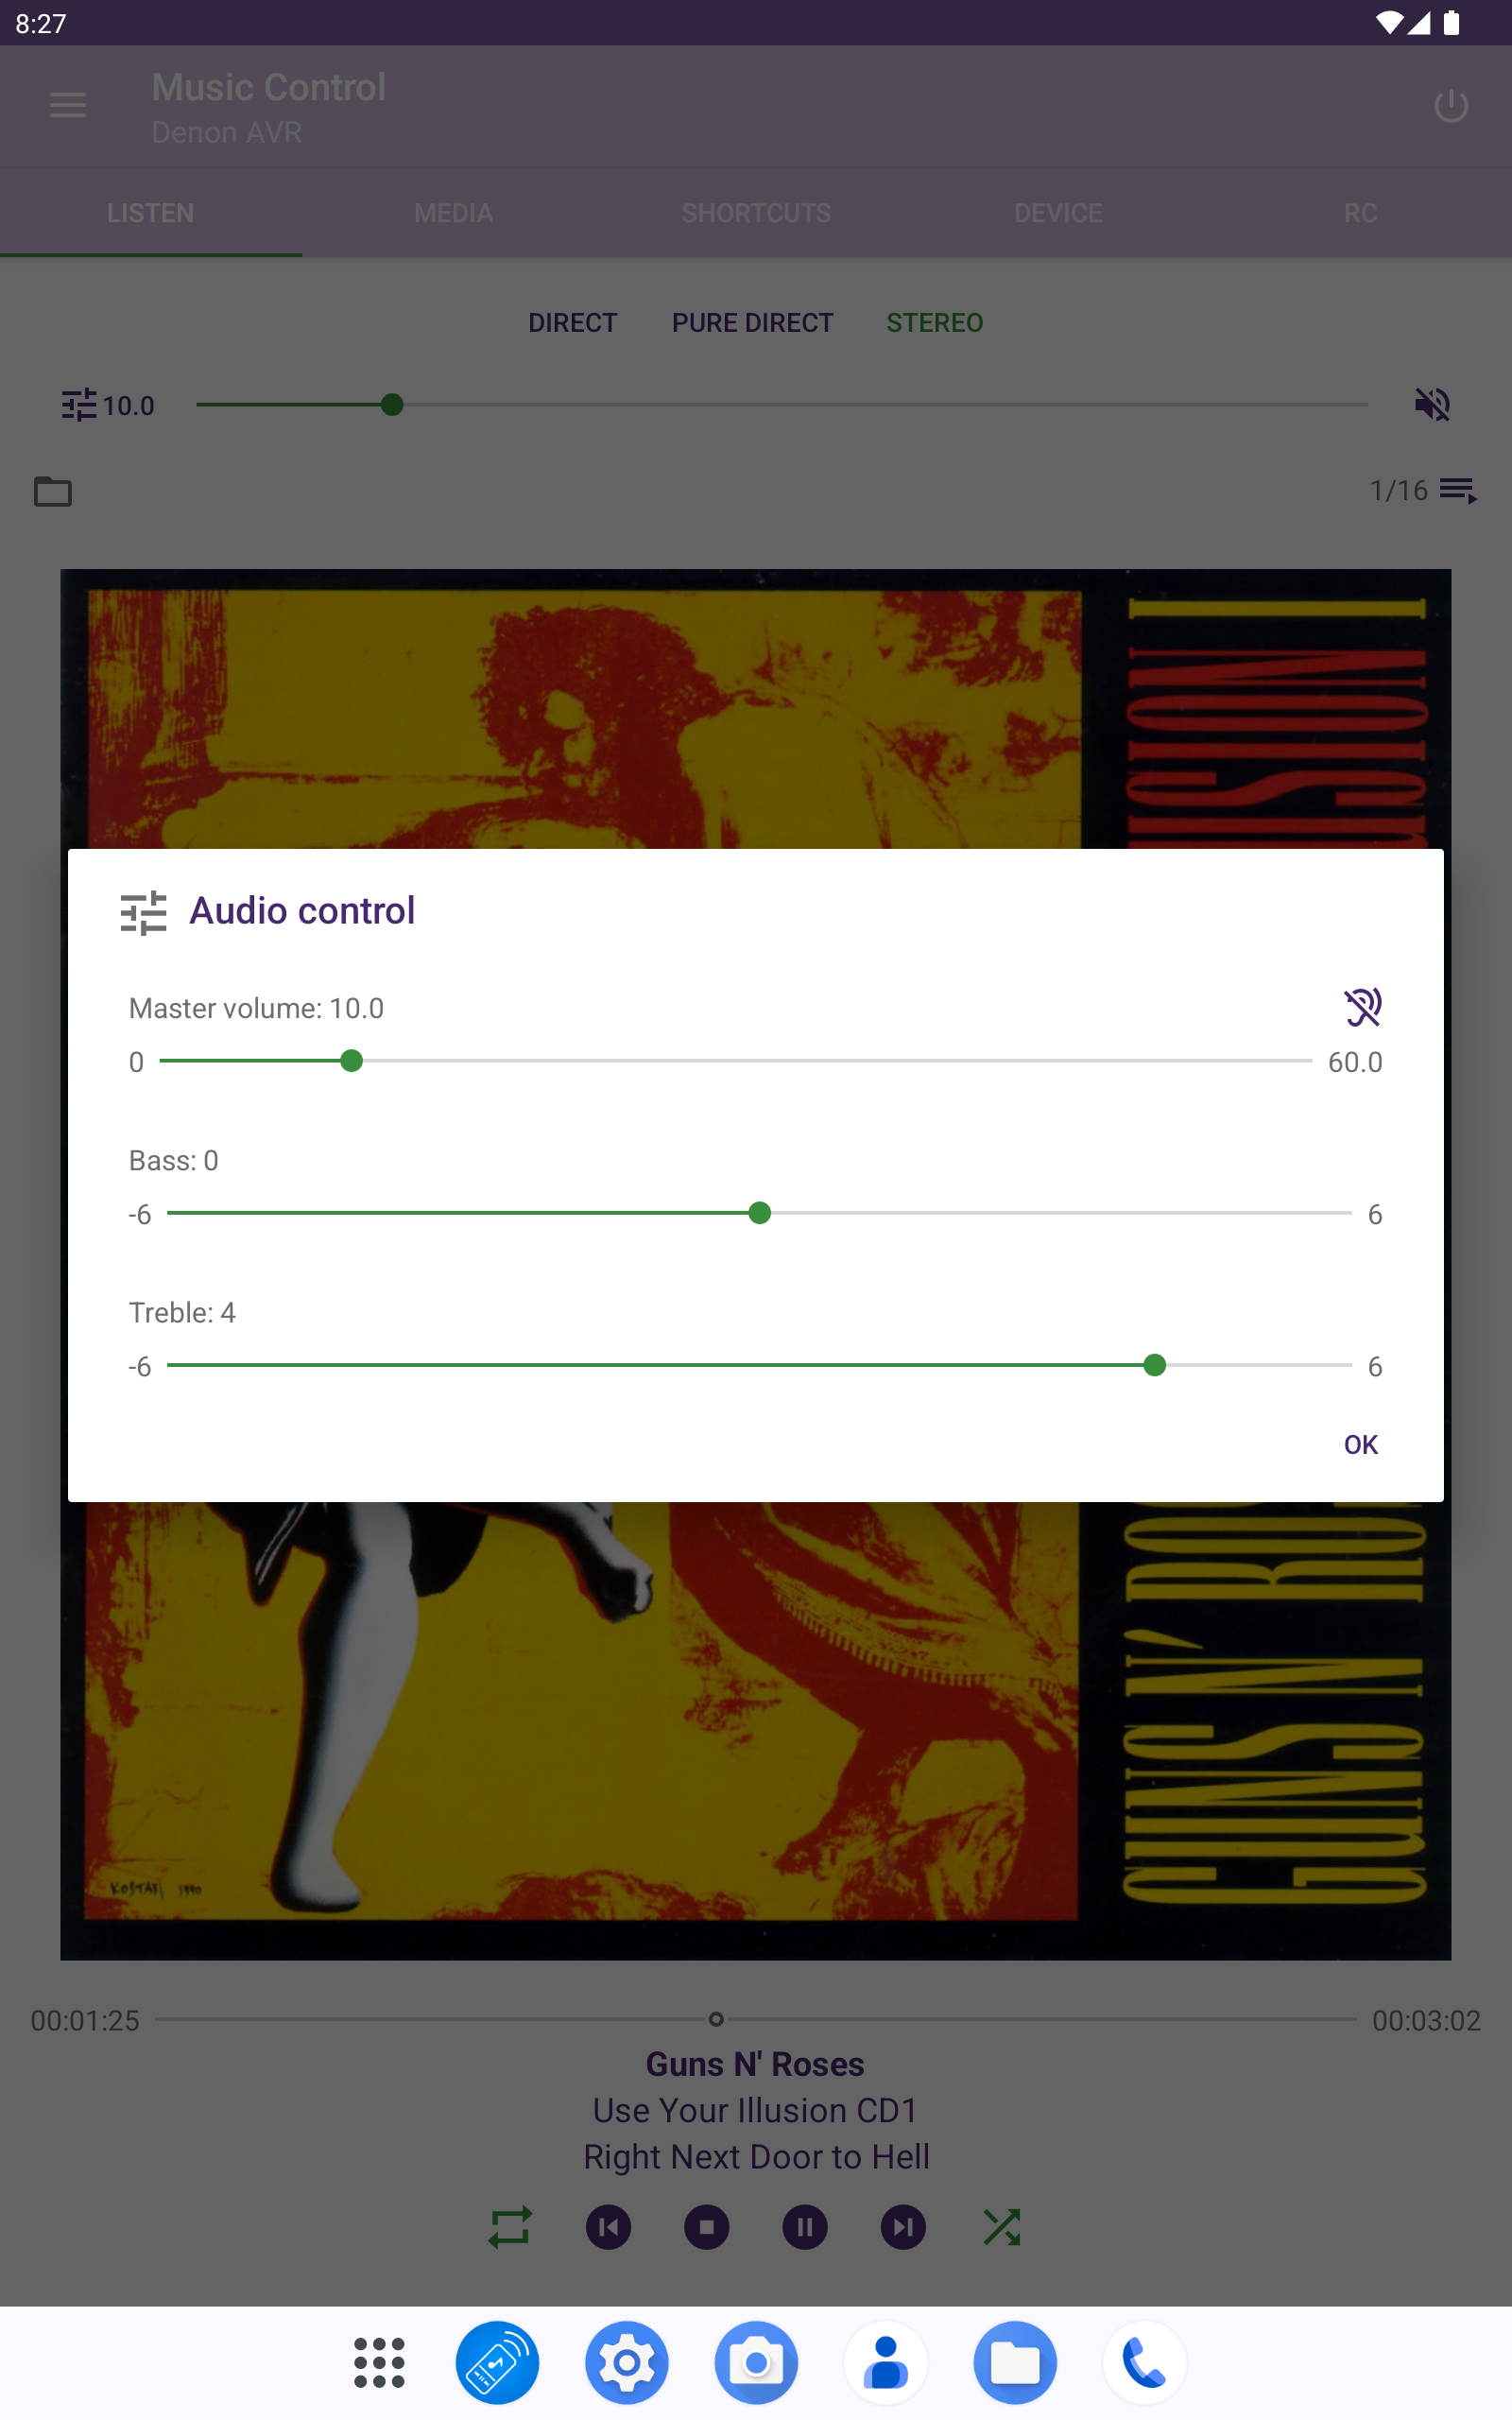 8:27
Music Control
Denon AVR
LISTEN MEDIA SHORTCUTS DEVICE RC
DIRECT PURE DIRECT STEREO
10.0
1/16
Audio control
Master volume: 10.0
0 60.0
Bass: 0
-6 6
Treble: 4
-6 6
OK
GUNS N'
KOSTABI 1990
00:01:25 00:03:02
Guns N' Roses
Use Your Illusion CD1
Right Next Door to Hell